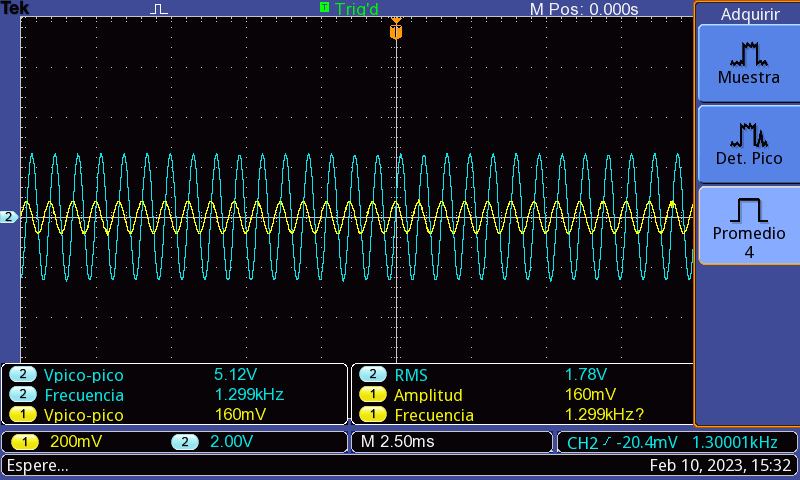 Tek T Trig'd M Pos: 0.000s
T
Adquirir
Muestra
Det. Pico
Promedio
4
2
2 Vpico-pico 5.12V
2 Frecuencia 1.299kHz
1 Vpico-pico 160mV
2 RMS 1.78V
1 Amplitud 160mV
1 Frecuencia 1.299kHz?
1 200mV 2 2.00V M 2.50ms CH2 -20.4mV 1.30001kHz
Espere... Feb 10, 2023, 15:32